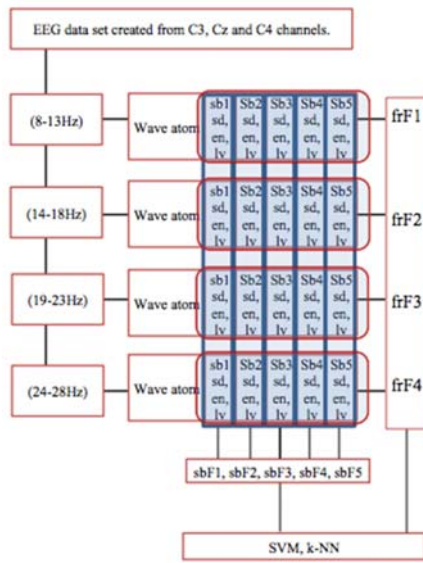 EEG data set created from C3, Cz and C4 channels.
(8-13Hz)
Wave atom
sb1 Sb2 Sb3 Sb4 Sb5
sd, sd, sd, sd, sd,
en, en, en, en, en,
lv lv lv lv lv
frF1
(14-18Hz)
Wave atom
sb1 Sb2 Sb3 Sb4 Sb5
sd, sd, sd, sd, sd,
en, en, en, en, en,
lv lv lv lv lv
frF2
(19-23Hz)
Wave atom
sb1 Sb2 Sb3 Sb4 Sb5
sd, sd, sd, sd, sd,
en, en, en, en, en,
lv lv lv lv lv
frF3
(24-28Hz)
Wave atom
sb1 Sb2 Sb3 Sb4 Sb5
sd, sd, sd, sd, sd,
en, en, en, en, en,
lv lv lv lv lv
frF4
sbF1, sbF2, sbF3, sbF4, sbF5
SVM, k-NN